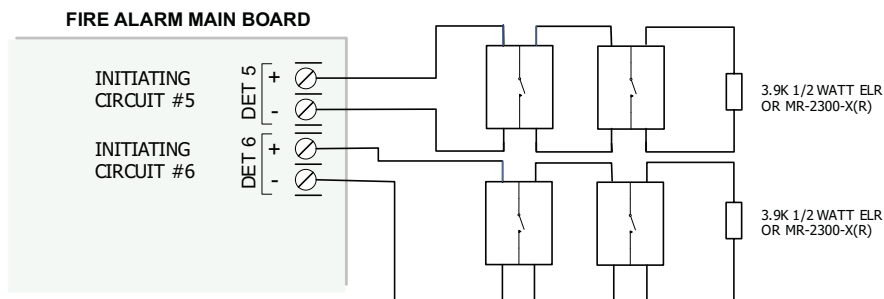 FIRE ALARM MAIN BOARD
INITIATING
CIRCUIT #5
DET 5
+
-
3.9K 1/2 WATT ELR
OR MR-2300-X(R)
INITIATING
CIRCUIT #6
DET 6
+
-
3.9K 1/2 WATT ELR
OR MR-2300-X(R)